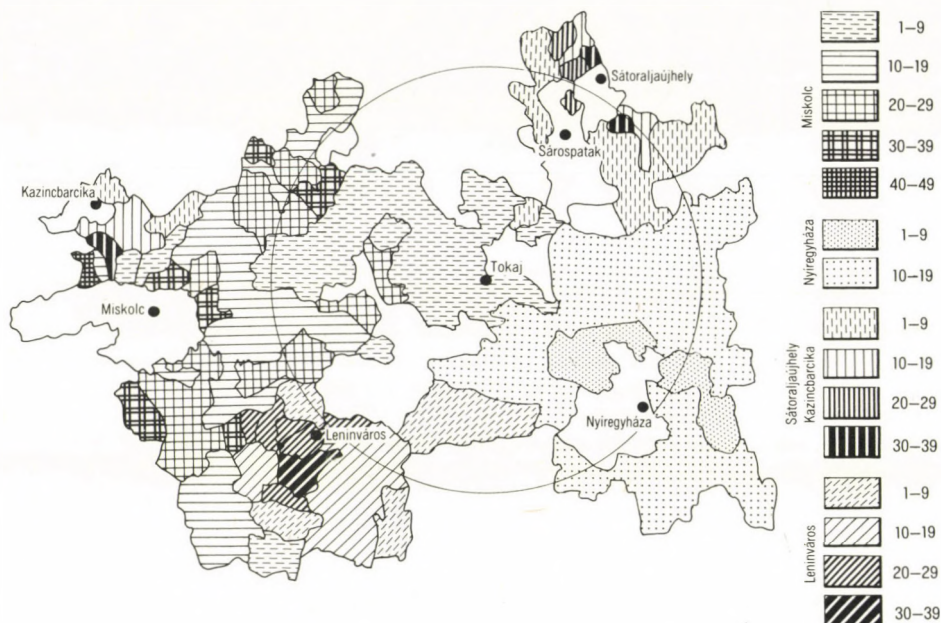 Sátoraljaújhely
Sárospatak
Kazincbarcika
Tokaj
Miskolc
Nyíregyháza
Leninváros
Miskolc
1–9
10–19
20–29
30–39
40–49
Nyíregyháza
1–9
10–19
Sátoraljaújhely
Kazincbarcika
1–9
10–19
20–29
30–39
Leninváros
1–9
10–19
20–29
30–39